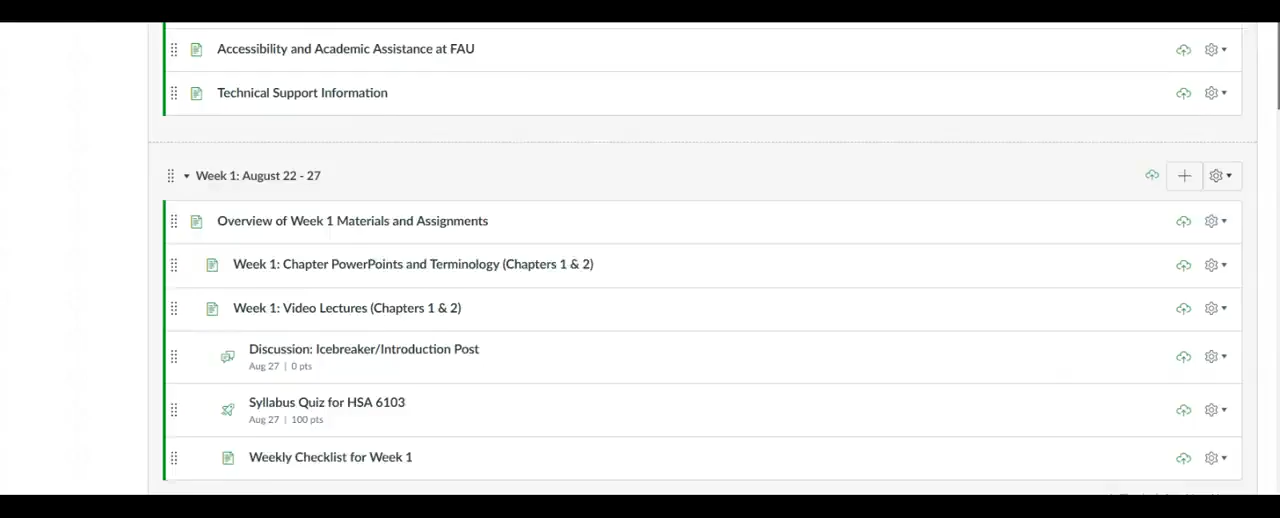 Accessibility and Academic Assistance at FAU
Technical Support Information
Week 1: August 22 - 27
Overview of Week 1 Materials and Assignments
Week 1: Chapter PowerPoints and Terminology (Chapters 1 & 2)
Week 1: Video Lectures (Chapters 1 & 2)
Discussion: Icebreaker/Introduction Post
Aug 27 | 0 pts
Syllabus Quiz for HSA 6103
Aug 27 | 100 pts
Weekly Checklist for Week 1